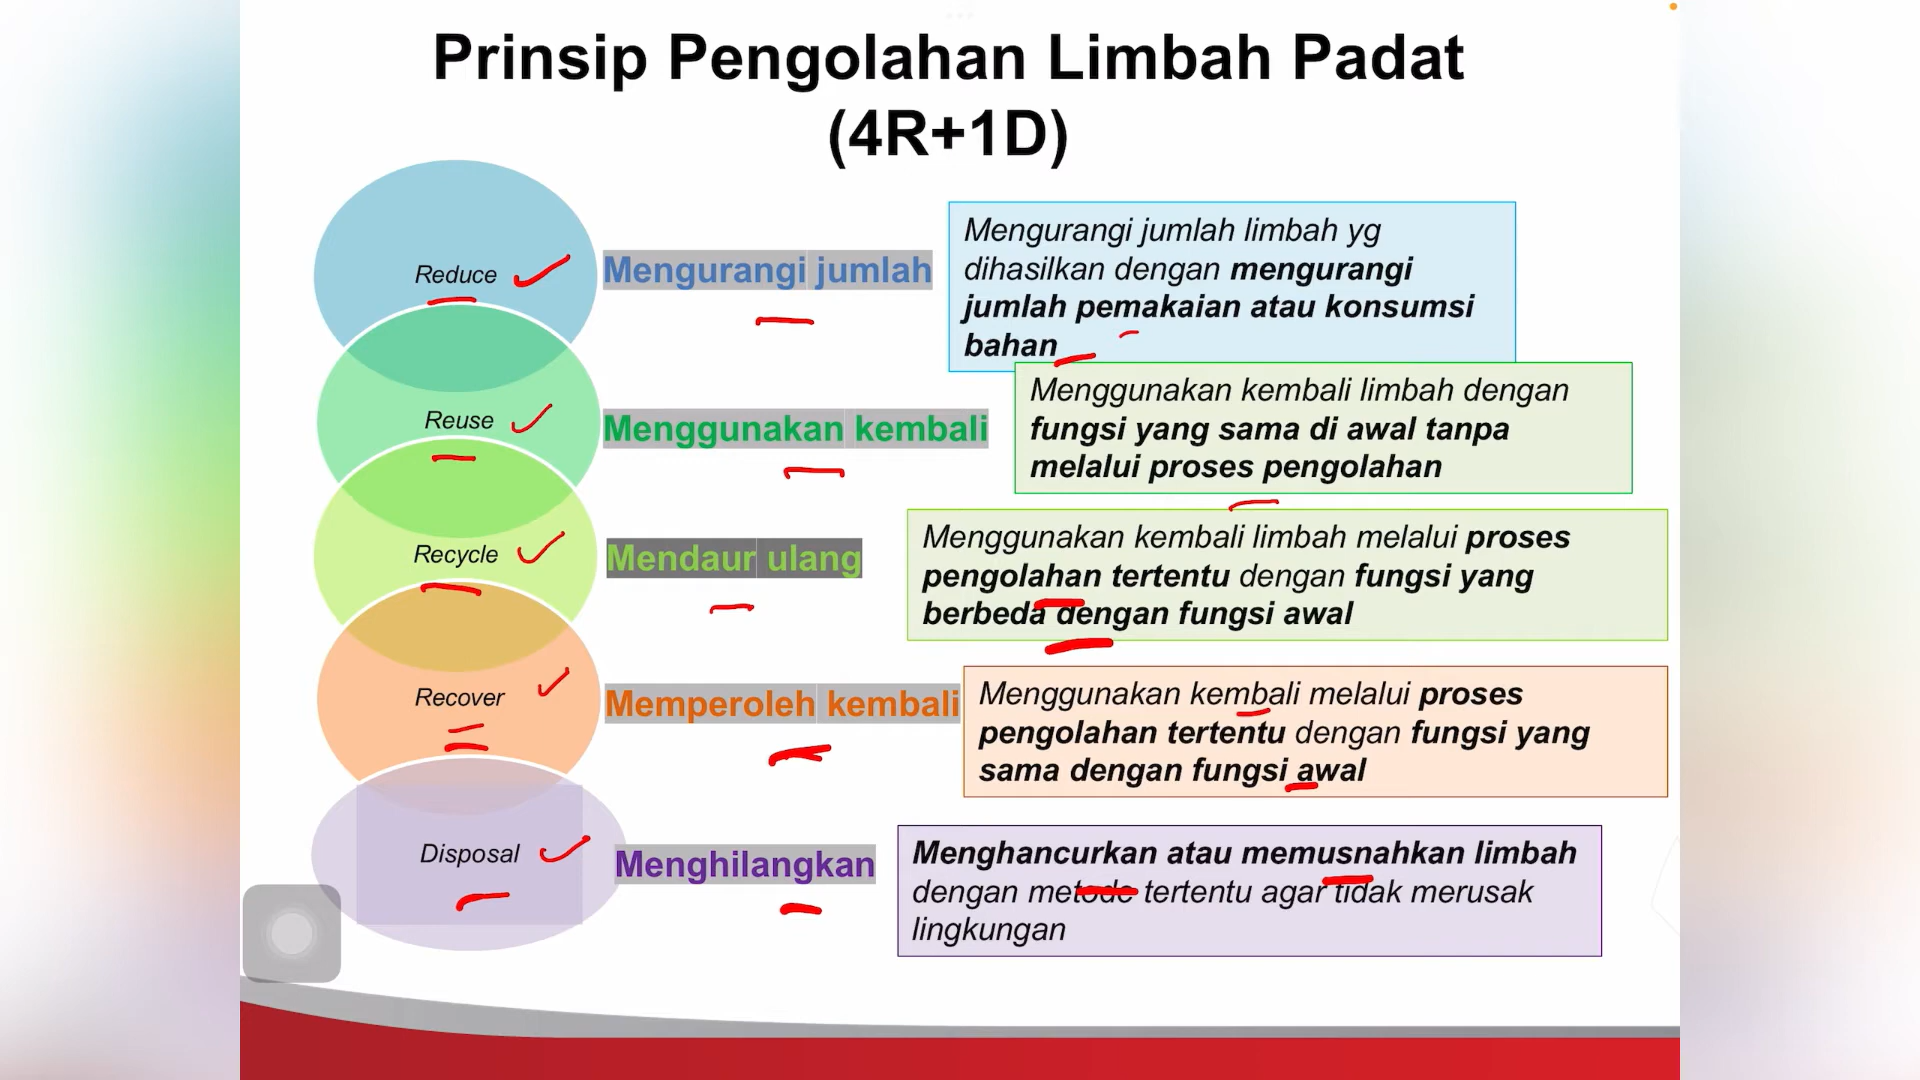 Prinsip Pengolahan Limbah Padat
(4R+1D)
Reduce
Mengurangi jumlah
Mengurangi jumlah limbah yg
dihasilkan dengan mengurangi
jumlah pemakaian atau konsumsi
bahan
Reuse
Menggunakan kembali
Menggunakan kembali limbah dengan
fungsi yang sama di awal tanpa
melalui proses pengolahan
Recycle
Mendaur ulang
Menggunakan kembali limbah melalui proses
pengolahan tertentu dengan fungsi yang
berbeda dengan fungsi awal
Recover
Memperoleh kembali
Menggunakan kembali melalui proses
pengolahan tertentu dengan fungsi yang
sama dengan fungsi awal
Disposal
Menghilangkan
Menghancurkan atau memusnahkan limbah
dengan metode tertentu agar tidak merusak
lingkungan